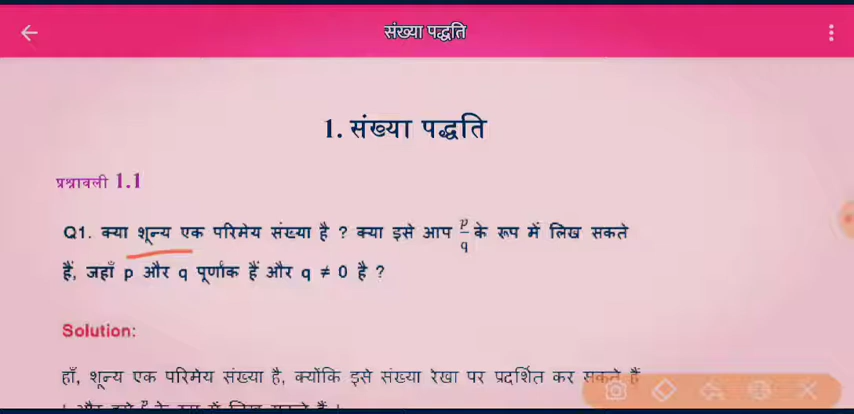 संख्या पद्धति
1. संख्या पद्धति
प्रश्नावली 1.1
Q1. क्या शून्य एक परिमेय संख्या है ? क्या इसे आप p/q के रूप में लिख सकते
हैं, जहाँ p और q पूर्णांक हैं और q ≠ 0 है ?
Solution:
हाँ, शून्य एक परिमेय संख्या है, क्योंकि इसे संख्या रेखा पर प्रदर्शित कर सकते हैं